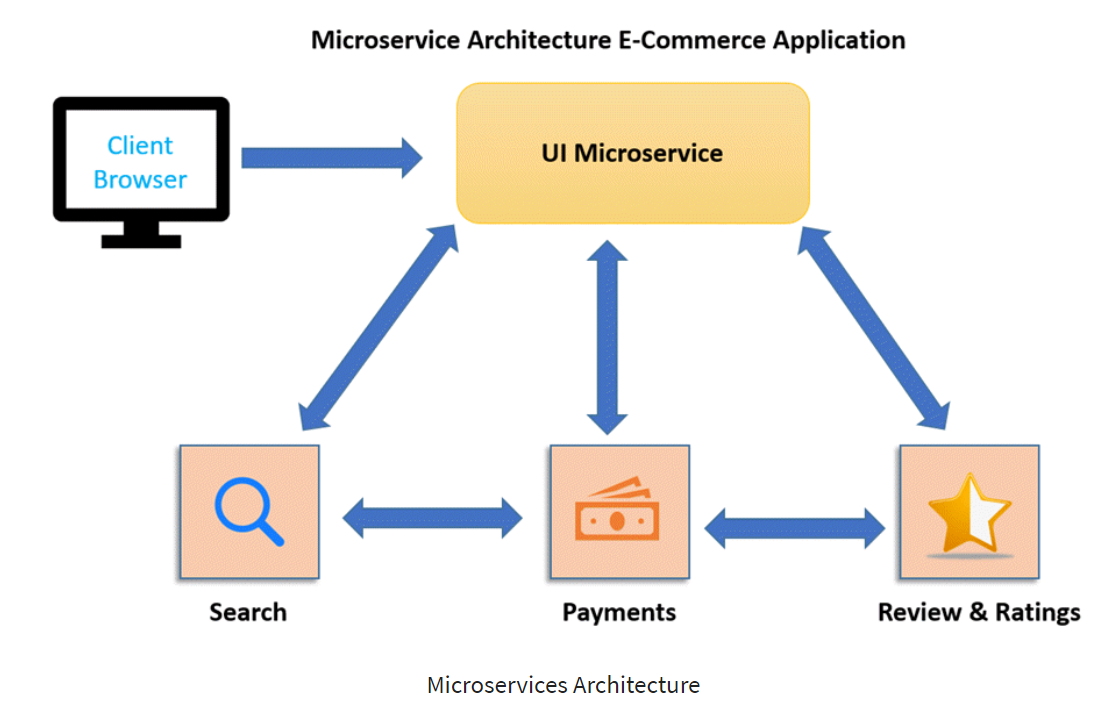 Microservice Architecture E-Commerce Application
Client
Browser
UI Microservice
Search
Payments
Review & Ratings
Microservices Architecture